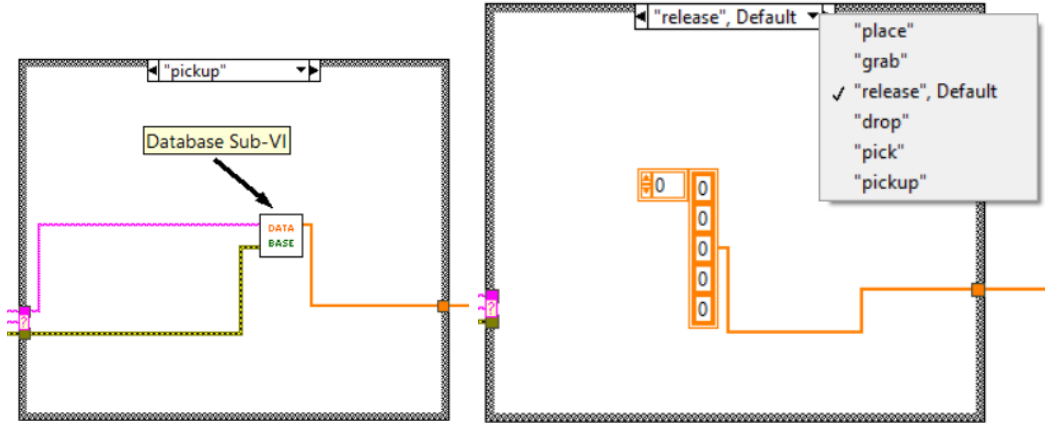 "pickup"
Database Sub-VI
DATA
BASE
?
"release", Default
"place"
"grab"
"release", Default
"drop"
"pick"
"pickup"
0
0
0
0
0
0
?